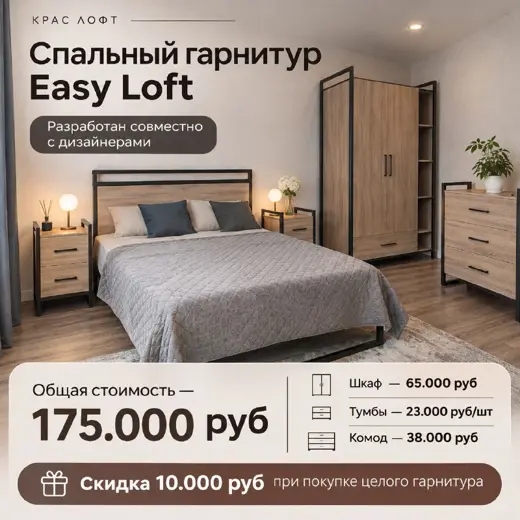 КРАС ЛОФТ
Спальный гарнитур
Easy Loft
Разработан совместно
с дизайнерами
Общая стоимость —
175.000 руб
Шкаф — 65.000 руб
Тумбы — 23.000 руб/шт
Комод — 38.000 руб
Скидка 10.000 руб при покупке целого гарнитура